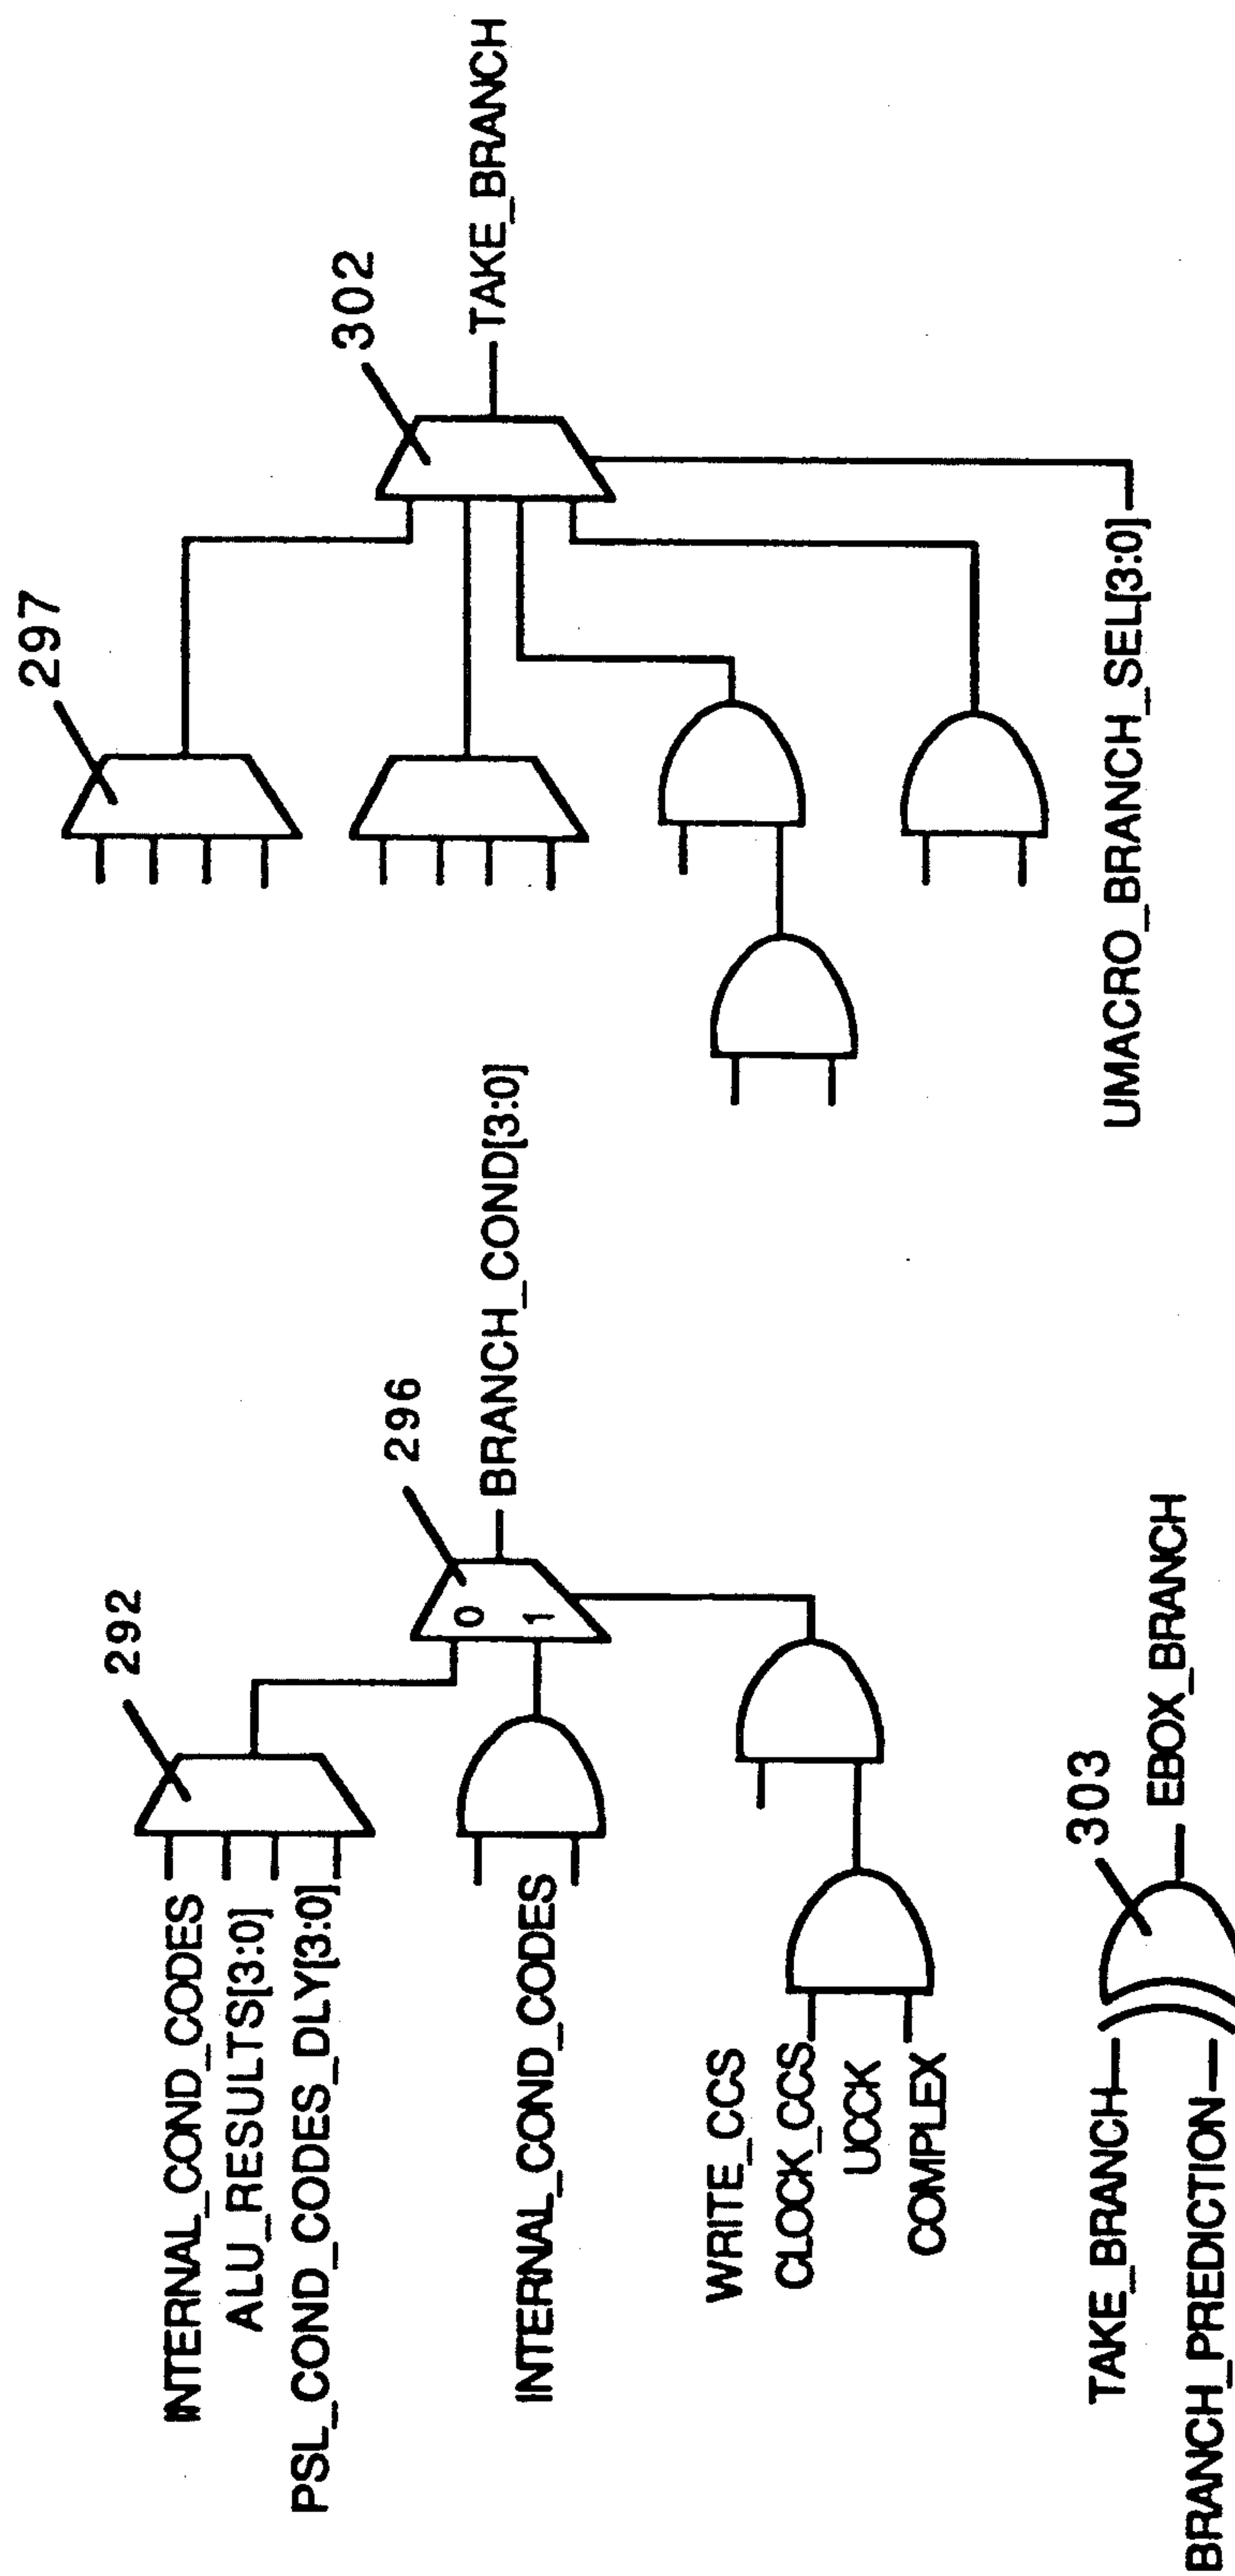 292
INTERNAL_COND_CODES
ALU_RESULTS[3:0]
PSL_COND_CODES_DLY[3:0]
296
0
1
BRANCH_COND[3:0]
INTERNAL_COND_CODES
WRITE_CCS
CLOCK_CCS
UCCK
COMPLEX
303
TAKE_BRANCH
BRANCH_PREDICTION
EBOX_BRANCH
297
302
TAKE_BRANCH
UMACRO_BRANCH_SEL[3:0]